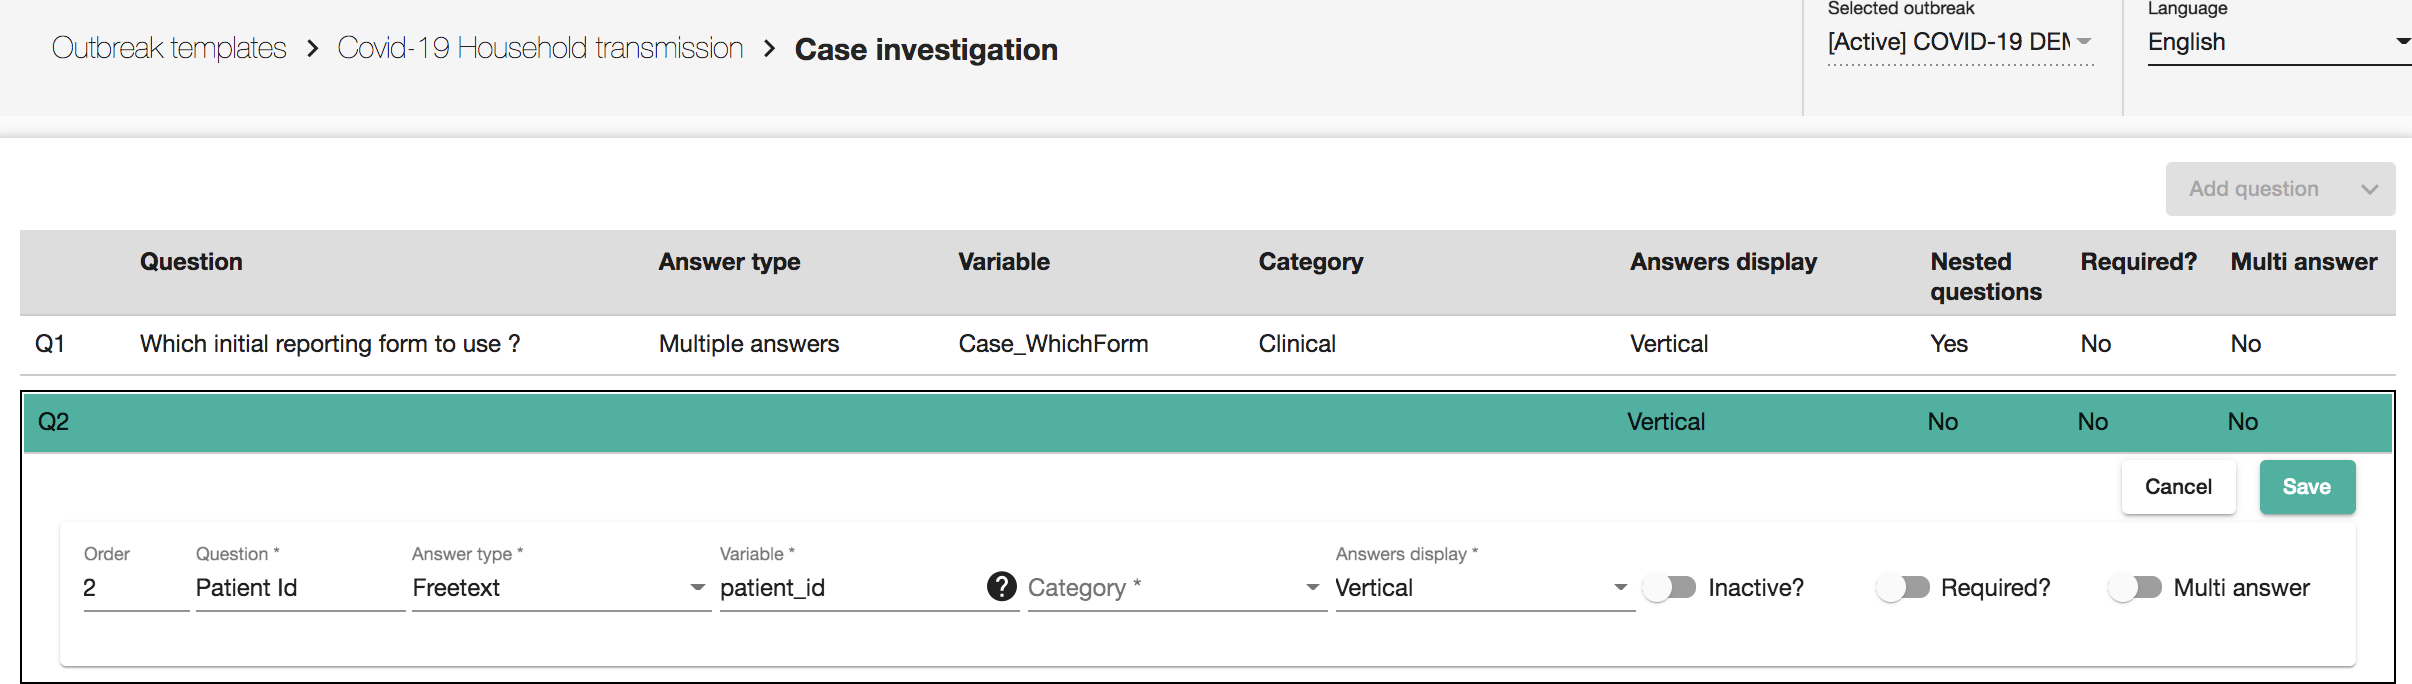 Outbreak templates > Covid-19 Household transmission > Case investigation
Selected outbreak
[Active] COVID-19 DEM
Language
English
Add question
Question Answer type Variable Category Answers display Nested questions Required? Multi answer
Q1 Which initial reporting form to use ? Multiple answers Case_WhichForm Clinical Vertical Yes No No
Q2 Vertical No No No
Cancel Save
Order Question * Answer type * Variable * Answers display *
2 Patient Id Freetext patient_id ? Category * Vertical Inactive? Required? Multi answer